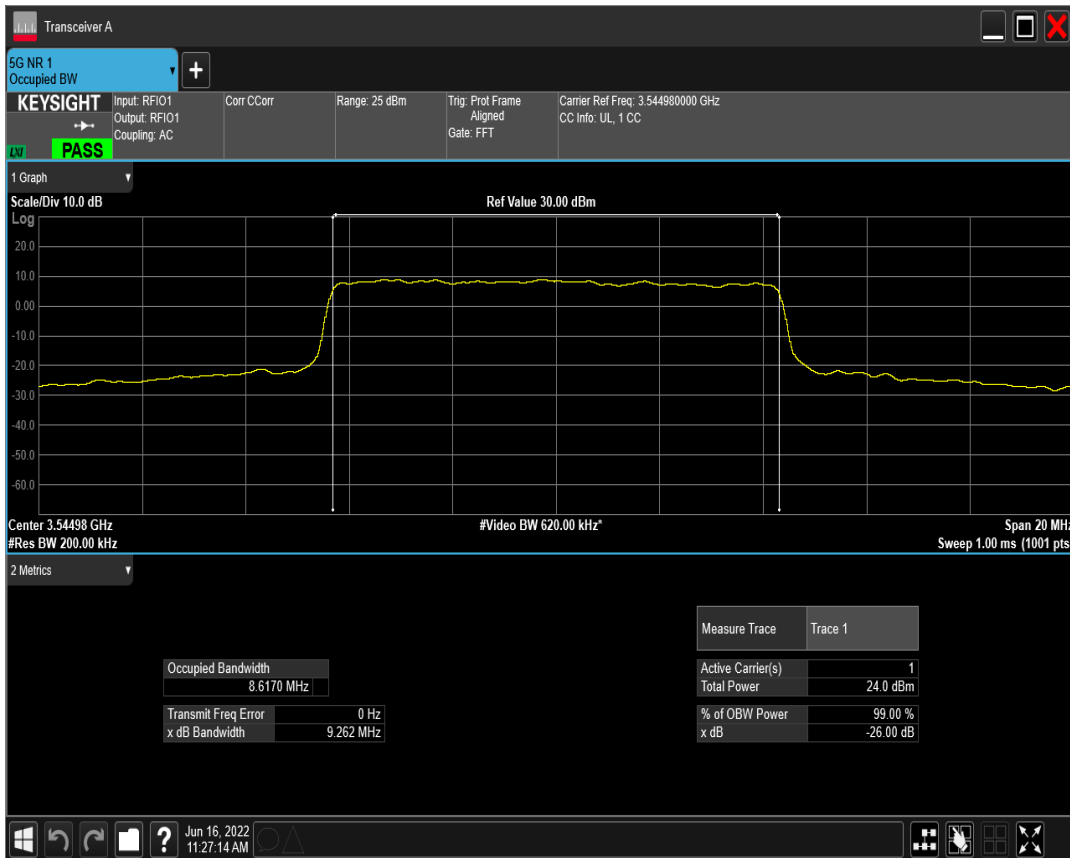 Transceiver A
5G NR 1
Occupied BW
+
KEYSIGHT
LXI
PASS
Input: RFIO1
Output: RFIO1
Coupling: AC
Corr CCorr
Range: 25 dBm
Trig: Prot Frame
Aligned
Gate: FFT
Carrier Ref Freq: 3.544980000 GHz
CC Info: UL, 1 CC
1 Graph
Scale/Div 10.0 dB
Ref Value 30.00 dBm
Log
20.0
10.0
0.00
-10.0
-20.0
-30.0
-40.0
-50.0
-60.0
Center 3.54498 GHz
#Video BW 620.00 kHz*
Span 20 MHz
#Res BW 200.00 kHz
Sweep 1.00 ms (1001 pts
2 Metrics
Measure Trace Trace 1
Occupied Bandwidth
8.6170 MHz
Active Carrier(s) 1
Total Power 24.0 dBm
Transmit Freq Error 0 Hz
x dB Bandwidth 9.262 MHz
% of OBW Power 99.00 %
x dB -26.00 dB
?
Jun 16, 2022
11:27:14 AM